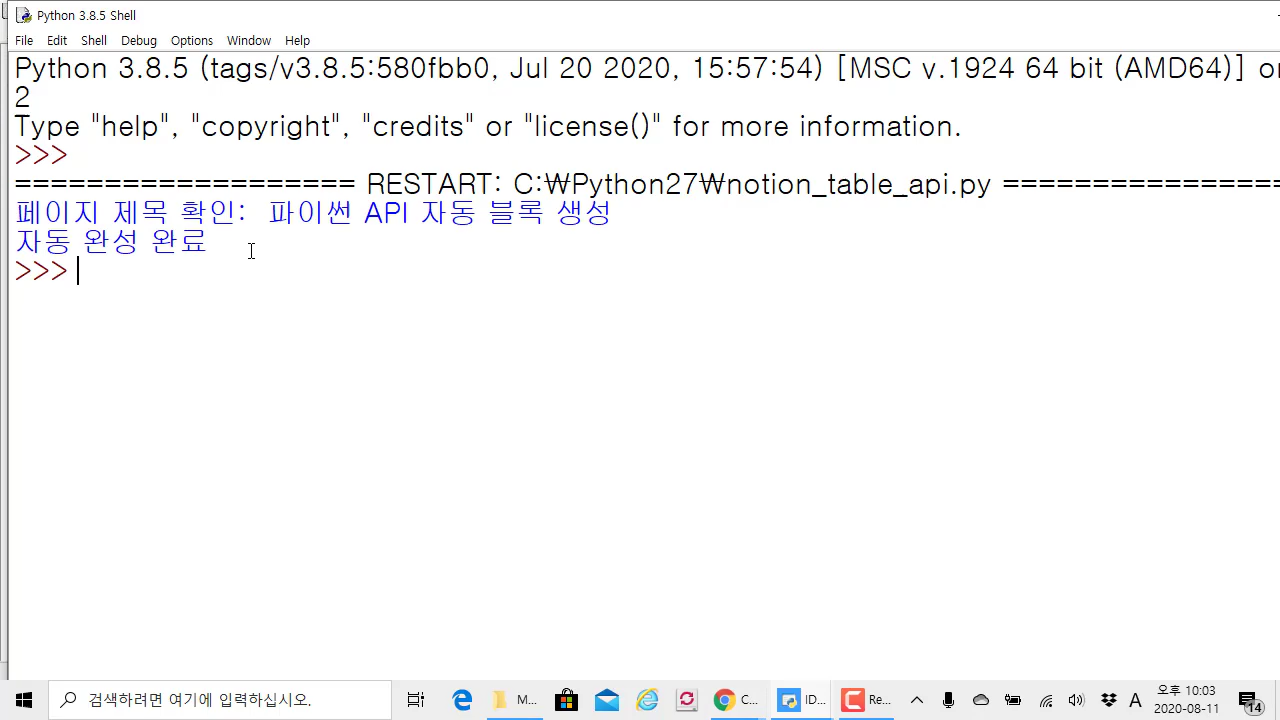 Python 3.8.5 Shell
File Edit Shell Debug Options Window Help
Python 3.8.5 (tags/v3.8.5:580fbb0, Jul 20 2020, 15:57:54) [MSC v.1924 64 bit (AMD64)] on
2
Type "help", "copyright", "credits" or "license()" for more information.
>>>
=================== RESTART: C:₩Python27₩notion_table_api.py ================
페이지 제목 확인:  파이썬 API 자동 블록 생성
자동 완성 완료
>>>
검색하려면 여기에 입력하십시오. M... C... ID... Re... A 오후 10:03
2020-08-11 14